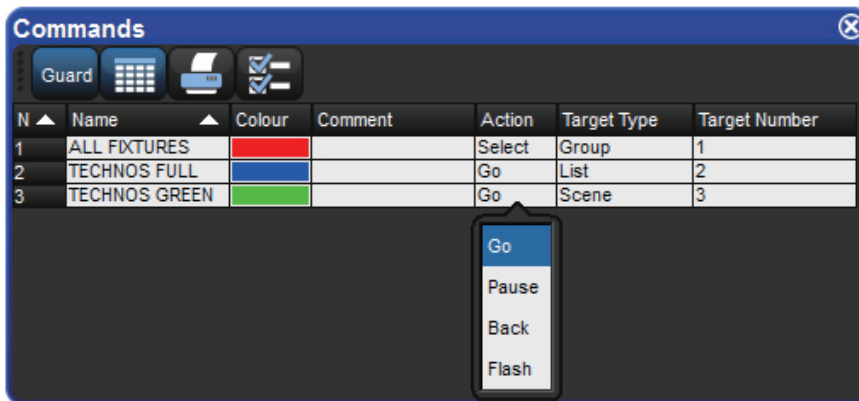 Commands
Guard
N Name Colour Comment Action Target Type Target Number
1 ALL FIXTURES Select Group 1
2 TECHNOS FULL Go List 2
3 TECHNOS GREEN Go Scene 3
Go
Pause
Back
Flash